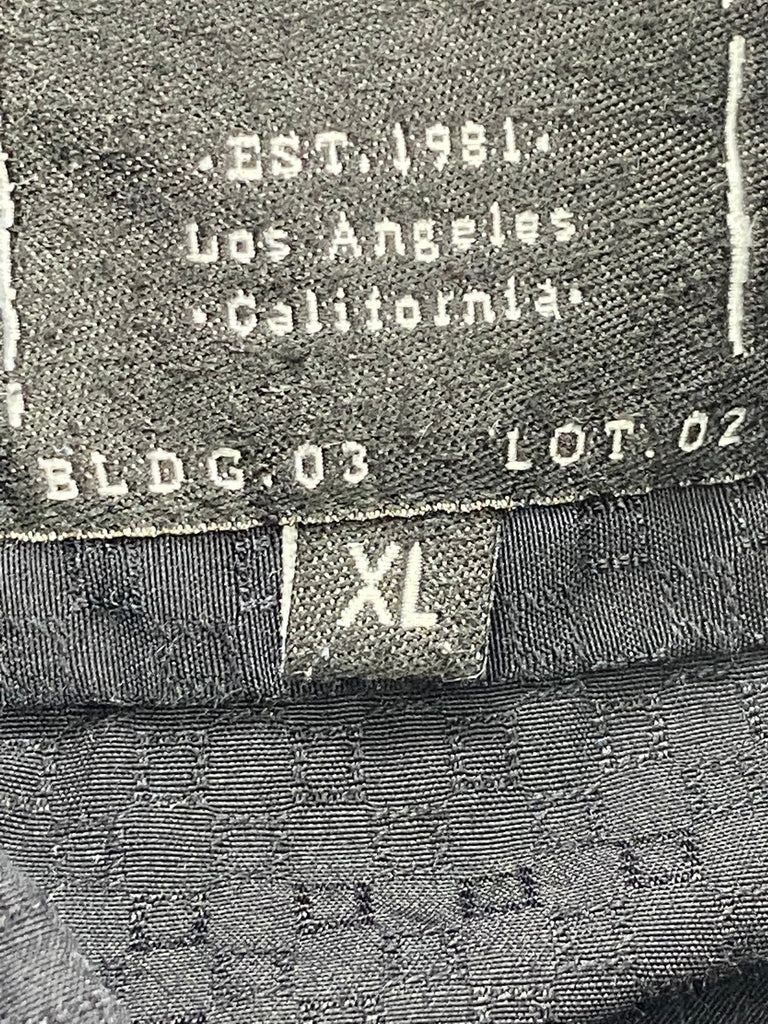 ·EST.1981·
Los Angeles
·California·
BLDG.03 LOT.02
XL